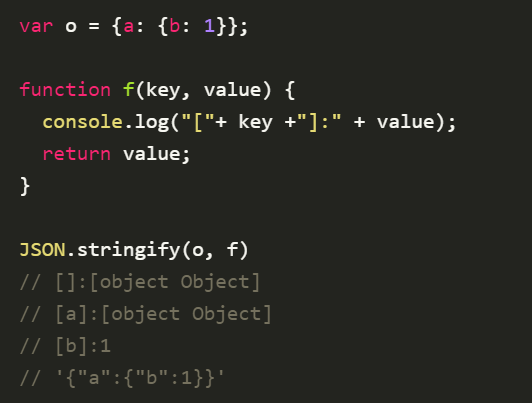 var o = {a: {b: 1}};
function f(key, value) {
  console.log("["+ key +"]:" + value);
  return value;
}
JSON.stringify(o, f)
// []:[object Object]
// [a]:[object Object]
// [b]:1
// '{"a":{"b":1}}'